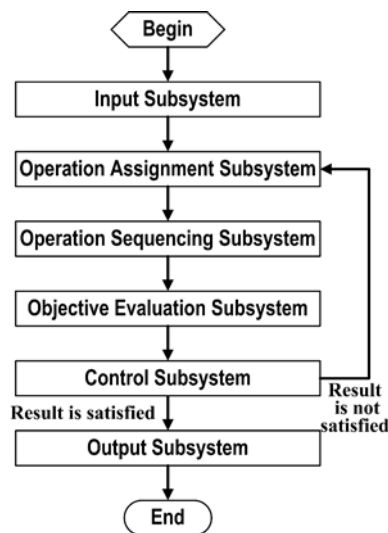 Begin
Input Subsystem
Operation Assignment Subsystem
Operation Sequencing Subsystem
Objective Evaluation Subsystem
Control Subsystem
Result is satisfied
Result
is not
satisfied
Output Subsystem
End